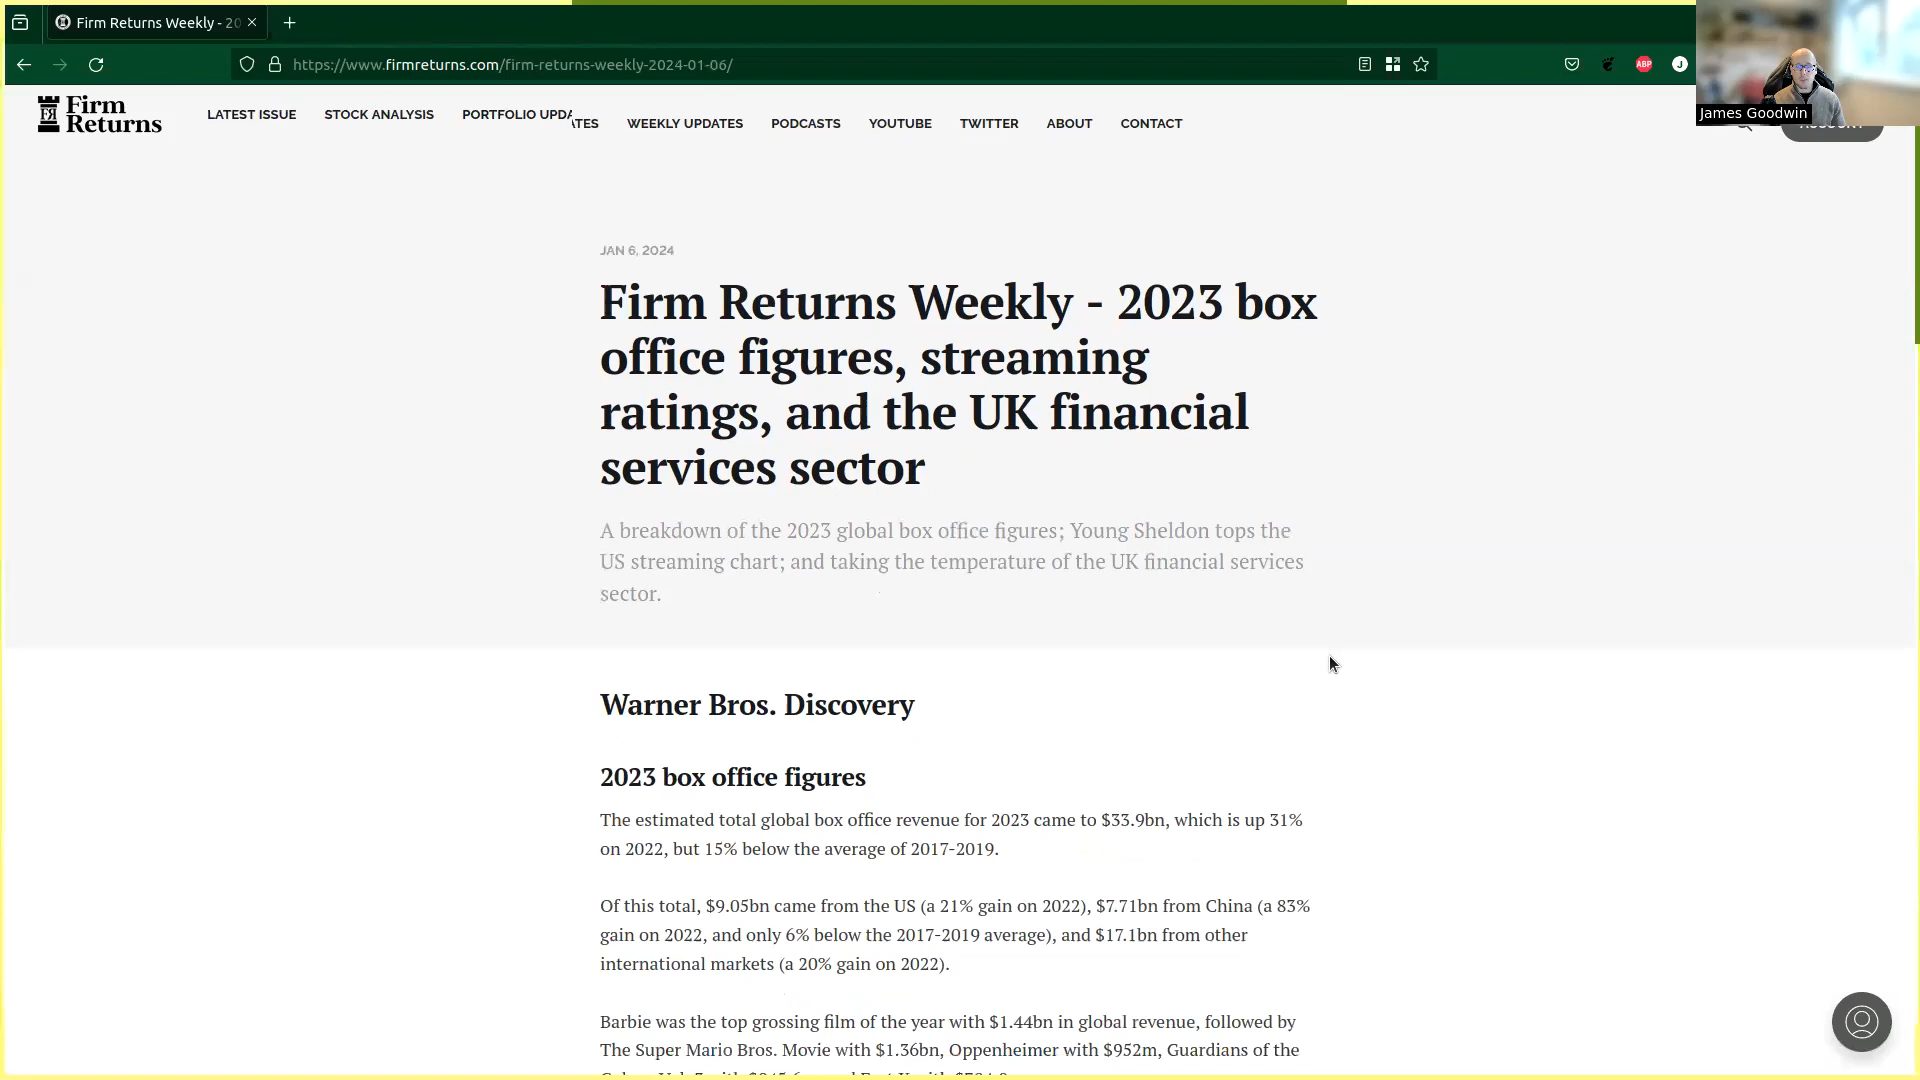 Firm Returns Weekly - 20
https://www.firmreturns.com/firm-returns-weekly-2024-01-06/
ABP
J
James Goodwin
Firm
Returns
LATEST ISSUE
STOCK ANALYSIS
PORTFOLIO UPDATES
WEEKLY UPDATES
PODCASTS
YOUTUBE
TWITTER
ABOUT
CONTACT
JAN 6, 2024
Firm Returns Weekly - 2023 box
office figures, streaming
ratings, and the UK financial
services sector
A breakdown of the 2023 global box office figures; Young Sheldon tops the
US streaming chart; and taking the temperature of the UK financial services
sector.
Warner Bros. Discovery
2023 box office figures
The estimated total global box office revenue for 2023 came to $33.9bn, which is up 31%
on 2022, but 15% below the average of 2017-2019.
Of this total, $9.05bn came from the US (a 21% gain on 2022), $7.71bn from China (a 83%
gain on 2022, and only 6% below the 2017-2019 average), and $17.1bn from other
international markets (a 20% gain on 2022).
Barbie was the top grossing film of the year with $1.44bn in global revenue, followed by
The Super Mario Bros. Movie with $1.36bn, Oppenheimer with $952m, Guardians of the